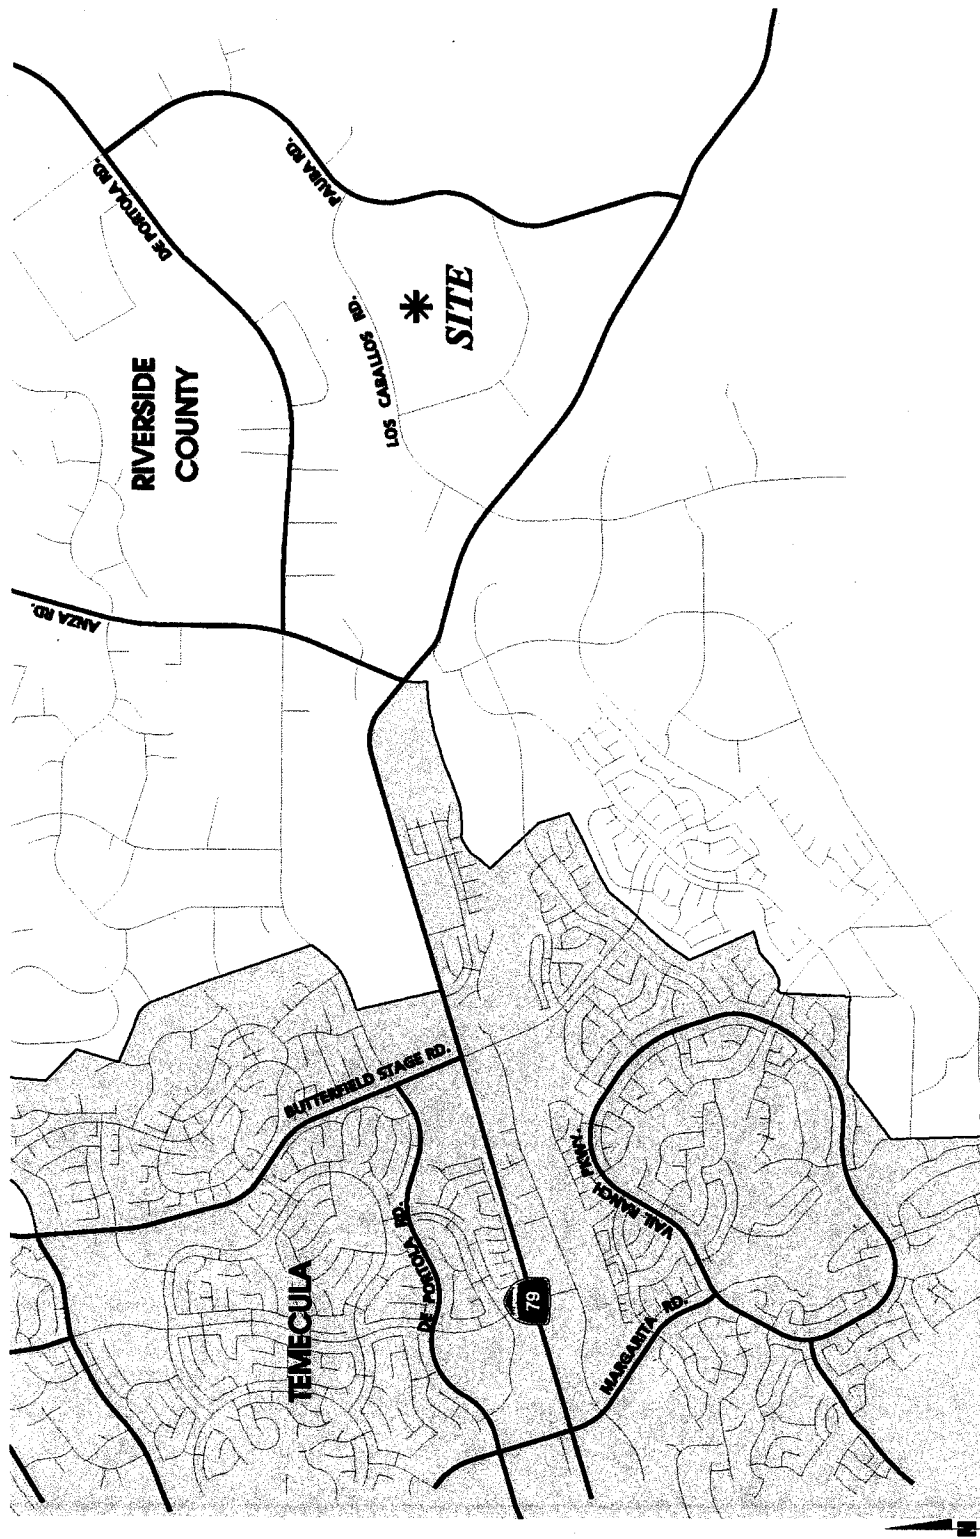 PAUBA RD.
DE PORTOLA RD.
SITE
LOS CABALLOS RD.
RIVERSIDE
COUNTY
ANZA RD.
BUTTERFIELD STAGE RD.
VAIL RANCH PKWY.
DE PORTOLA RD.
TEMECULA
79
MARGARITA RD.
N